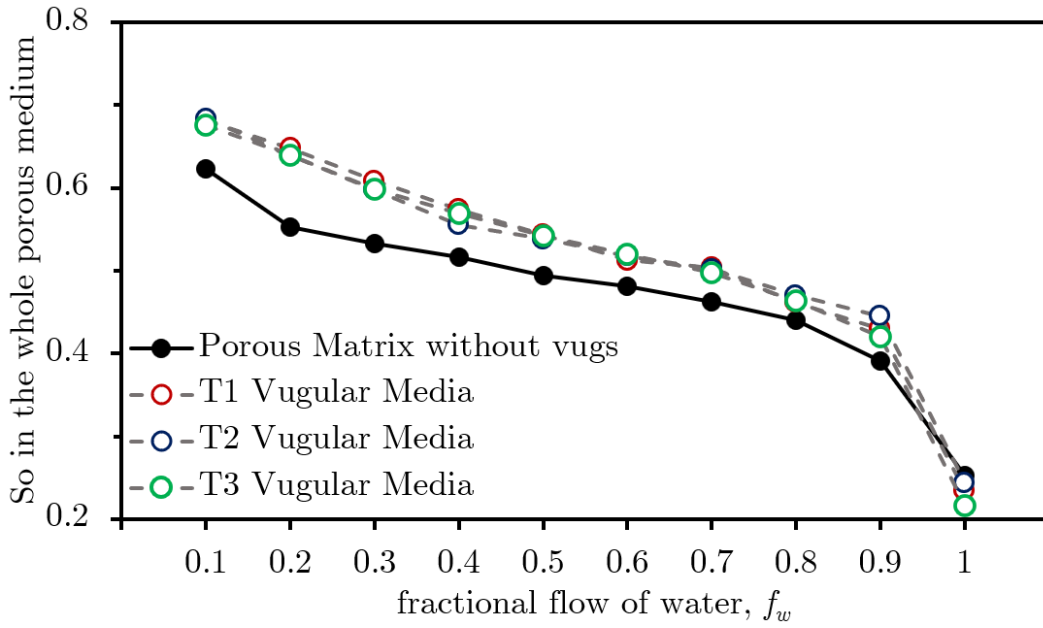 So in the whole porous medium
0.8
0.6
0.4
0.2
Porous Matrix without vugs
T1 Vugular Media
T2 Vugular Media
T3 Vugular Media
0.1 0.2 0.3 0.4 0.5 0.6 0.7 0.8 0.9 1
fractional flow of water, f_w